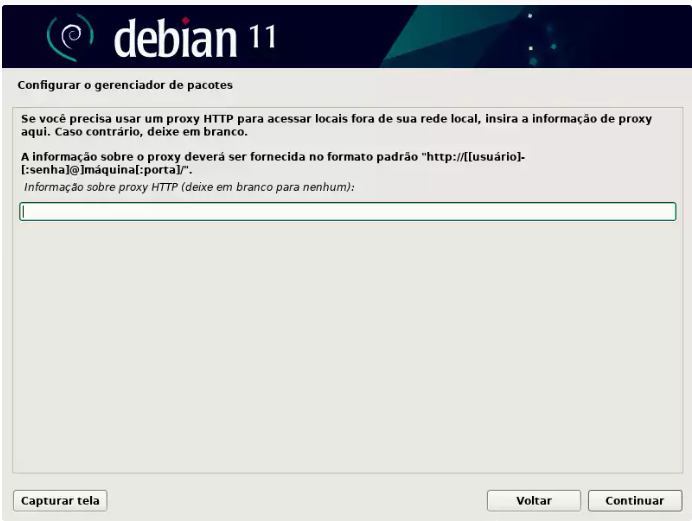 debian 11
Configurar o gerenciador de pacotes
Se você precisa usar um proxy HTTP para acessar locais fora de sua rede local, insira a informação de proxy
aqui. Caso contrário, deixe em branco.
A informação sobre o proxy deverá ser fornecida no formato padrão "http://[[usuário]-
[:senha]@]máquina[:porta]/".
Informação sobre proxy HTTP (deixe em branco para nenhum):
Capturar tela
Voltar
Continuar